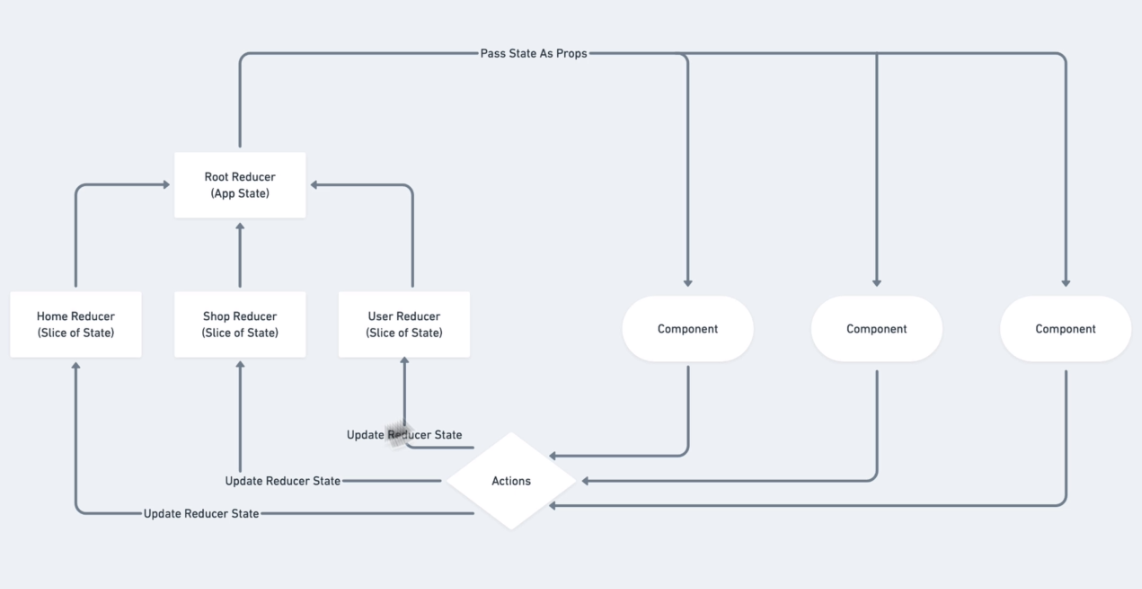 Pass State As Props
Root Reducer
(App State)
Home Reducer
(Slice of State)
Shop Reducer
(Slice of State)
User Reducer
(Slice of State)
Component
Component
Component
Update Reducer State
Actions
Update Reducer State
Update Reducer State